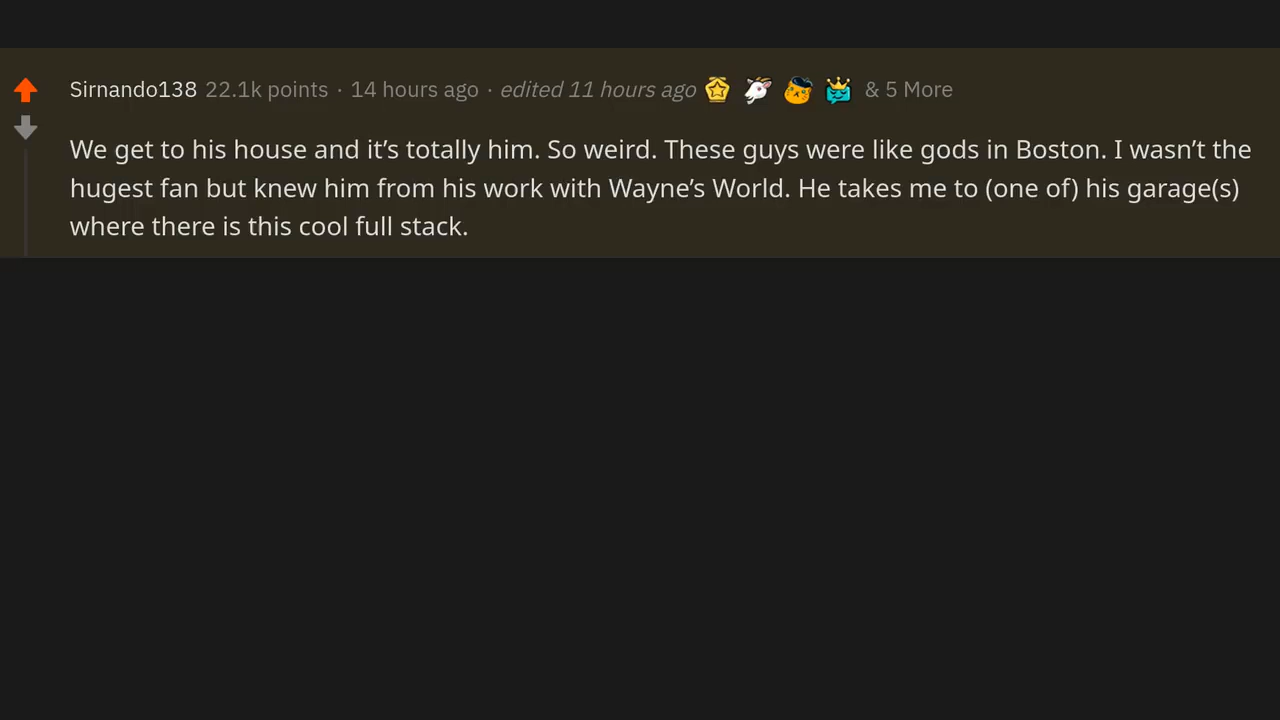 Sirnando138 22.1k points · 14 hours ago · edited 11 hours ago & 5 More
We get to his house and it’s totally him. So weird. These guys were like gods in Boston. I wasn’t the
hugest fan but knew him from his work with Wayne’s World. He takes me to (one of) his garage(s)
where there is this cool full stack.